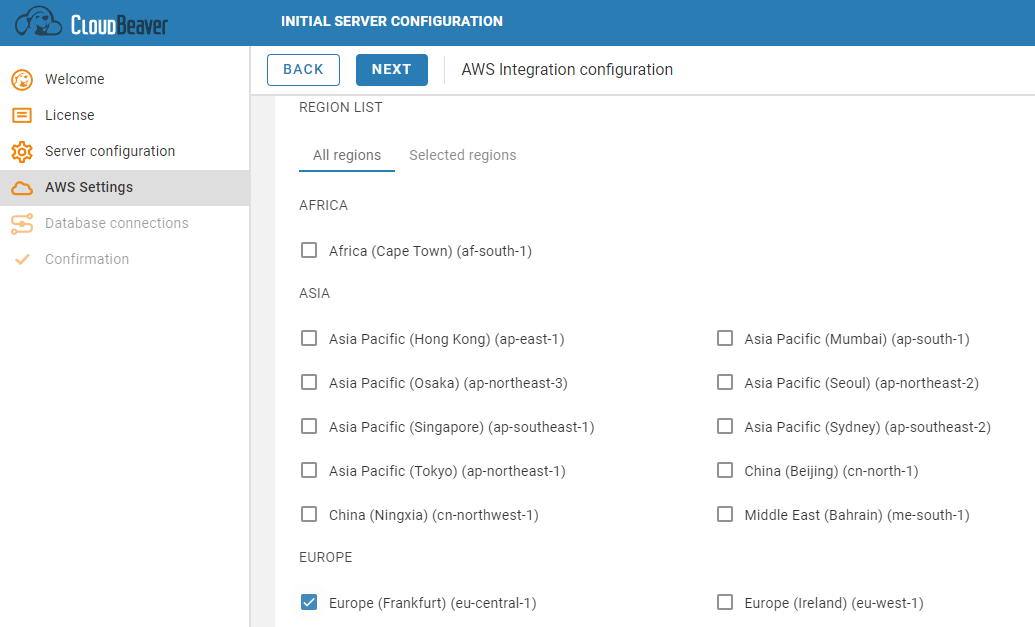 CloudBeaver
INITIAL SERVER CONFIGURATION
Welcome
License
Server configuration
AWS Settings
Database connections
Confirmation
BACK NEXT AWS Integration configuration
REGION LIST
All regions Selected regions
AFRICA
Africa (Cape Town) (af-south-1)
ASIA
Asia Pacific (Hong Kong) (ap-east-1) Asia Pacific (Mumbai) (ap-south-1)
Asia Pacific (Osaka) (ap-northeast-3) Asia Pacific (Seoul) (ap-northeast-2)
Asia Pacific (Singapore) (ap-southeast-1) Asia Pacific (Sydney) (ap-southeast-2)
Asia Pacific (Tokyo) (ap-northeast-1) China (Beijing) (cn-north-1)
China (Ningxia) (cn-northwest-1) Middle East (Bahrain) (me-south-1)
EUROPE
Europe (Frankfurt) (eu-central-1) Europe (Ireland) (eu-west-1)